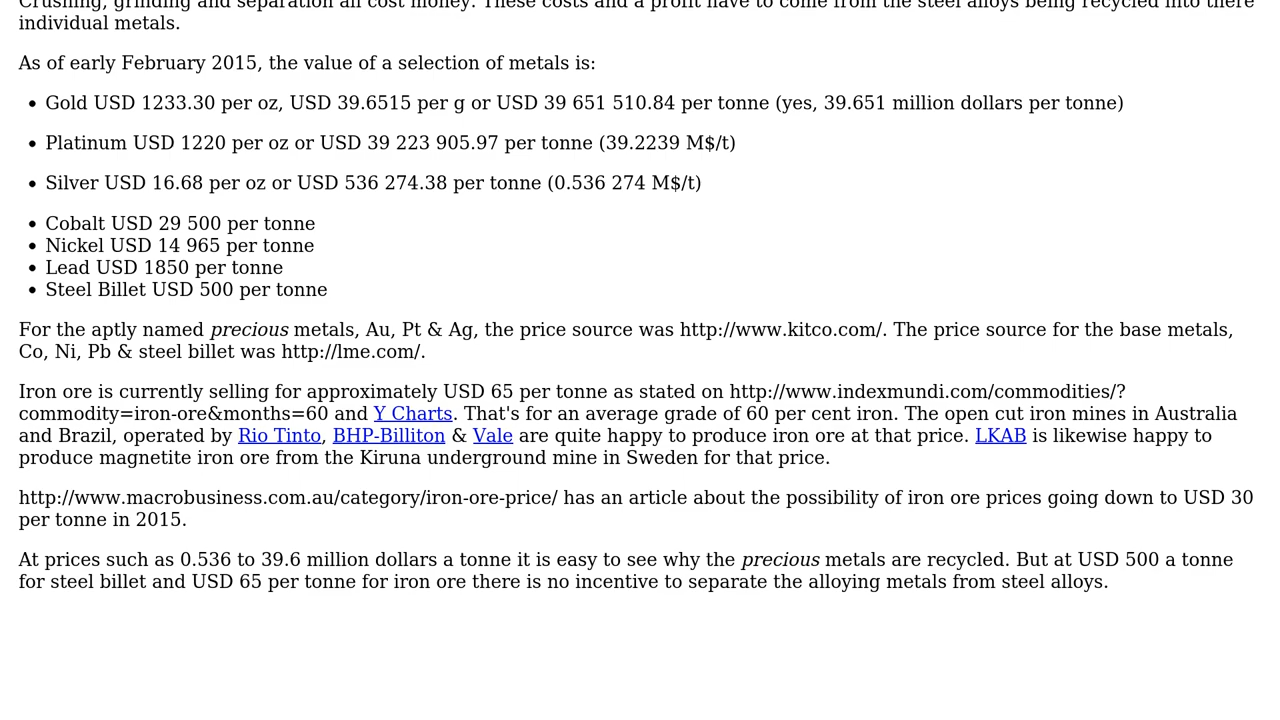 Crushing, grinding and separation all cost money. These costs and a profit have to come from the steel alloys being recycled into there
individual metals.
As of early February 2015, the value of a selection of metals is:
• Gold USD 1233.30 per oz, USD 39.6515 per g or USD 39 651 510.84 per tonne (yes, 39.651 million dollars per tonne)
• Platinum USD 1220 per oz or USD 39 223 905.97 per tonne (39.2239 M$/t)
• Silver USD 16.68 per oz or USD 536 274.38 per tonne (0.536 274 M$/t)
• Cobalt USD 29 500 per tonne
• Nickel USD 14 965 per tonne
• Lead USD 1850 per tonne
• Steel Billet USD 500 per tonne
For the aptly named precious metals, Au, Pt & Ag, the price source was http://www.kitco.com/. The price source for the base metals,
Co, Ni, Pb & steel billet was http://lme.com/.
Iron ore is currently selling for approximately USD 65 per tonne as stated on http://www.indexmundi.com/commodities/?
commodity=iron-ore&months=60 and Y Charts. That's for an average grade of 60 per cent iron. The open cut iron mines in Australia
and Brazil, operated by Rio Tinto, BHP-Billiton & Vale are quite happy to produce iron ore at that price. LKAB is likewise happy to
produce magnetite iron ore from the Kiruna underground mine in Sweden for that price.
http://www.macrobusiness.com.au/category/iron-ore-price/ has an article about the possibility of iron ore prices going down to USD 30
per tonne in 2015.
At prices such as 0.536 to 39.6 million dollars a tonne it is easy to see why the precious metals are recycled. But at USD 500 a tonne
for steel billet and USD 65 per tonne for iron ore there is no incentive to separate the alloying metals from steel alloys.